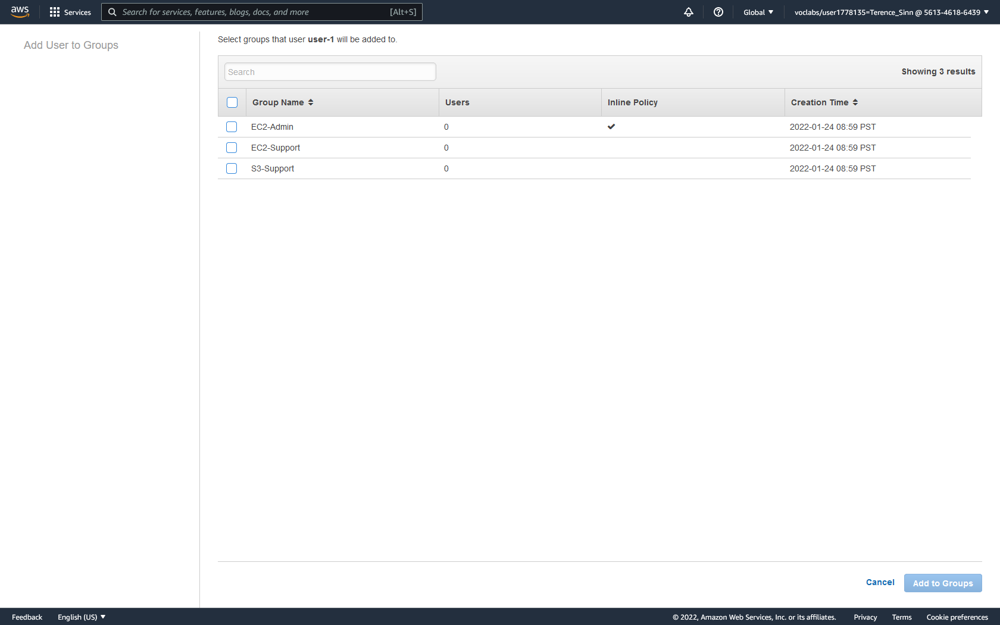 aws Services Search for services, features, blogs, docs, and more [Alt+S] Global voclabs/user1778135=Terence_Sinn @ 5613-4618-6439
Add User to Groups
Select groups that user user-1 will be added to.
Search
Showing 3 results
Group Name Users Inline Policy Creation Time
EC2-Admin 0 2022-01-24 08:59 PST
EC2-Support 0 2022-01-24 08:59 PST
S3-Support 0 2022-01-24 08:59 PST
Cancel Add to Groups
Feedback English (US) © 2022, Amazon Web Services, Inc. or its affiliates. Privacy Terms Cookie preferences